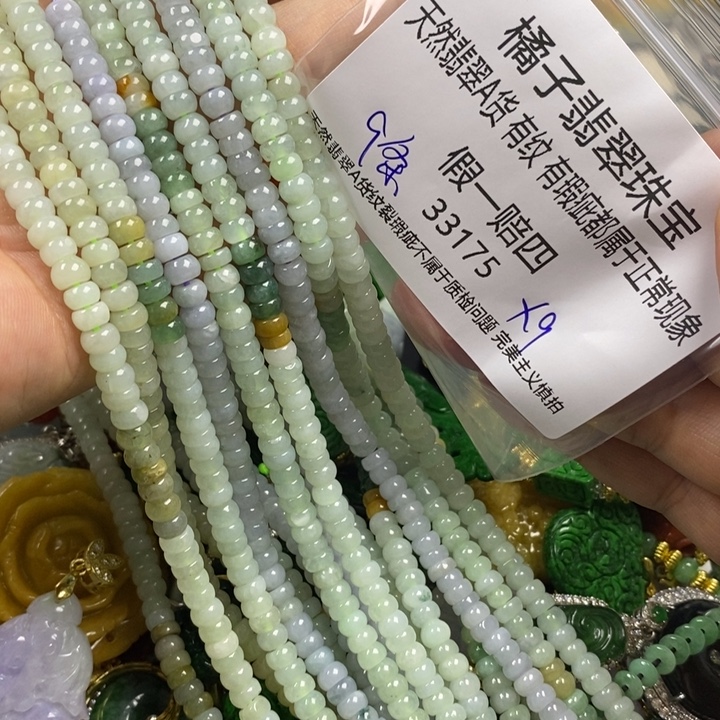 橘子翡翠珠宝
天然翡翠A货 有纹 有瑕疵都属于正常现象
假一赔四
9条
33175
天然翡翠A货纹裂瑕疵不属于质检问题 完美主义慎拍
x9